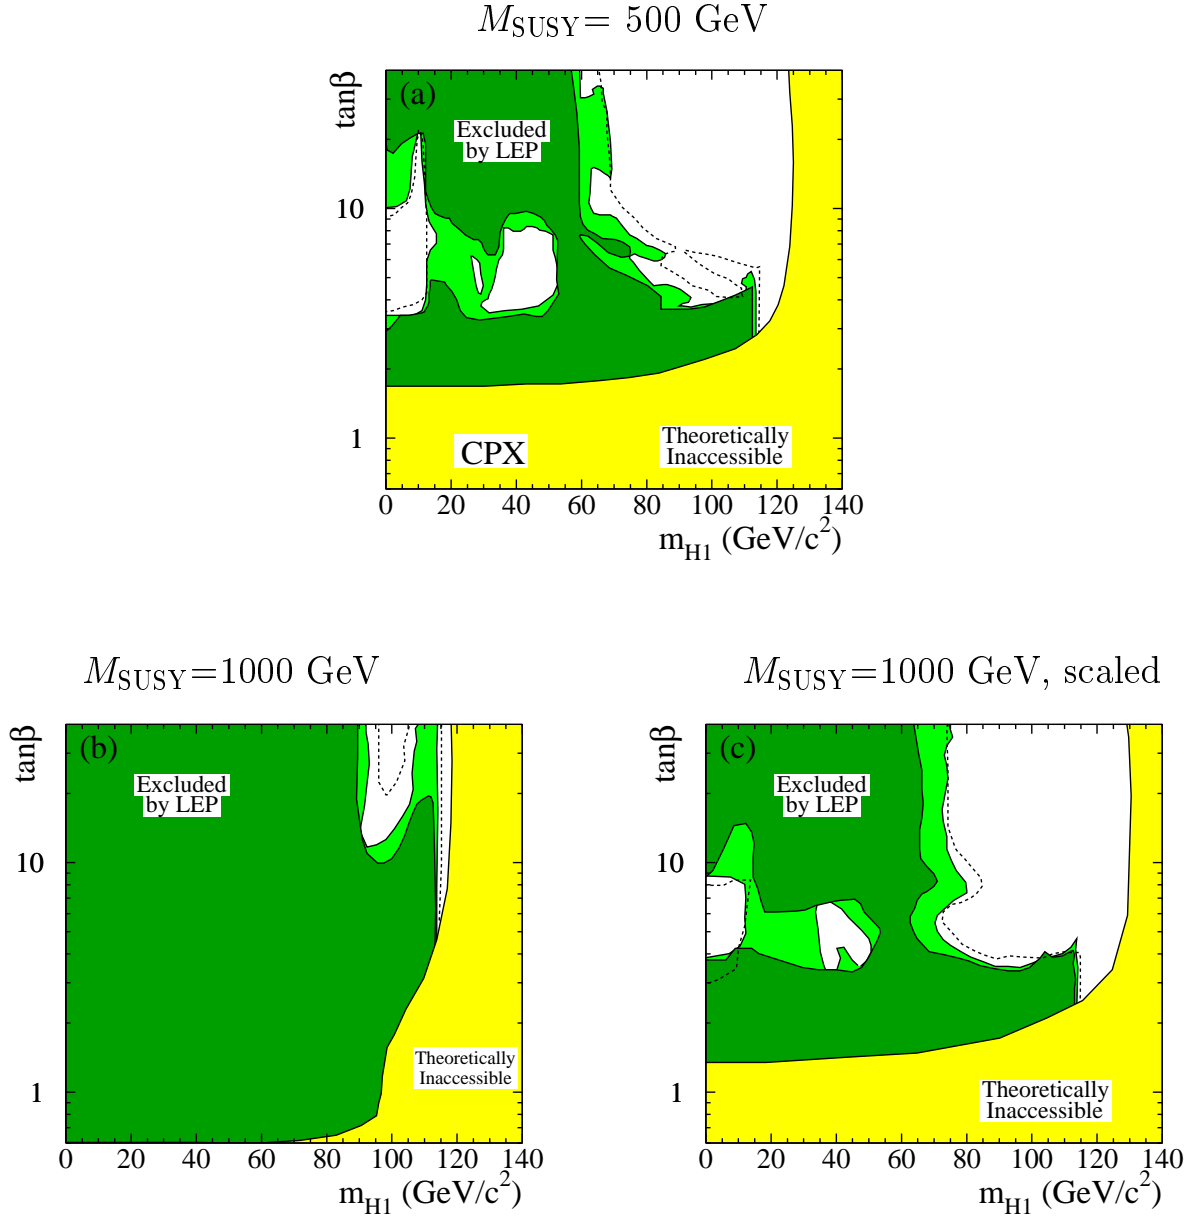 M_SUSY= 500 GeV
tanβ
(a)
Excluded
by LEP
10
1
CPX
Theoretically
Inaccessible
0 20 40 60 80 100 120 140
m_H1 (GeV/c²)
M_SUSY=1000 GeV
tanβ
(b)
Excluded
by LEP
10
1
Theoretically
Inaccessible
0 20 40 60 80 100 120 140
m_H1 (GeV/c²)
M_SUSY=1000 GeV, scaled
tanβ
(c)
Excluded
by LEP
10
1
Theoretically
Inaccessible
0 20 40 60 80 100 120 140
m_H1 (GeV/c²)